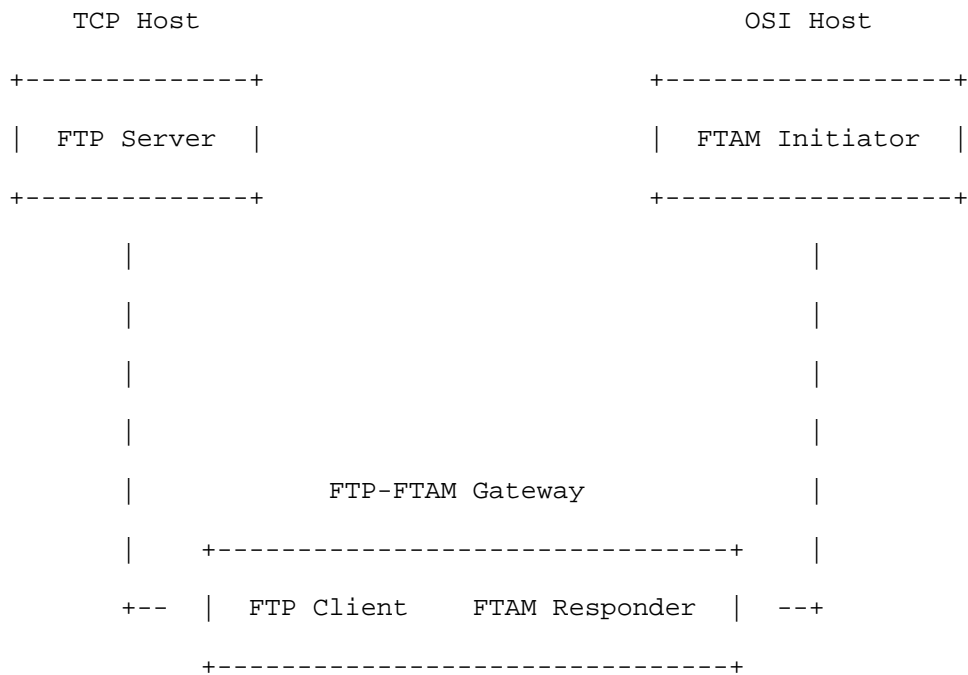 TCP Host OSI Host
FTP Server FTAM Initiator
FTP-FTAM Gateway
FTP Client FTAM Responder